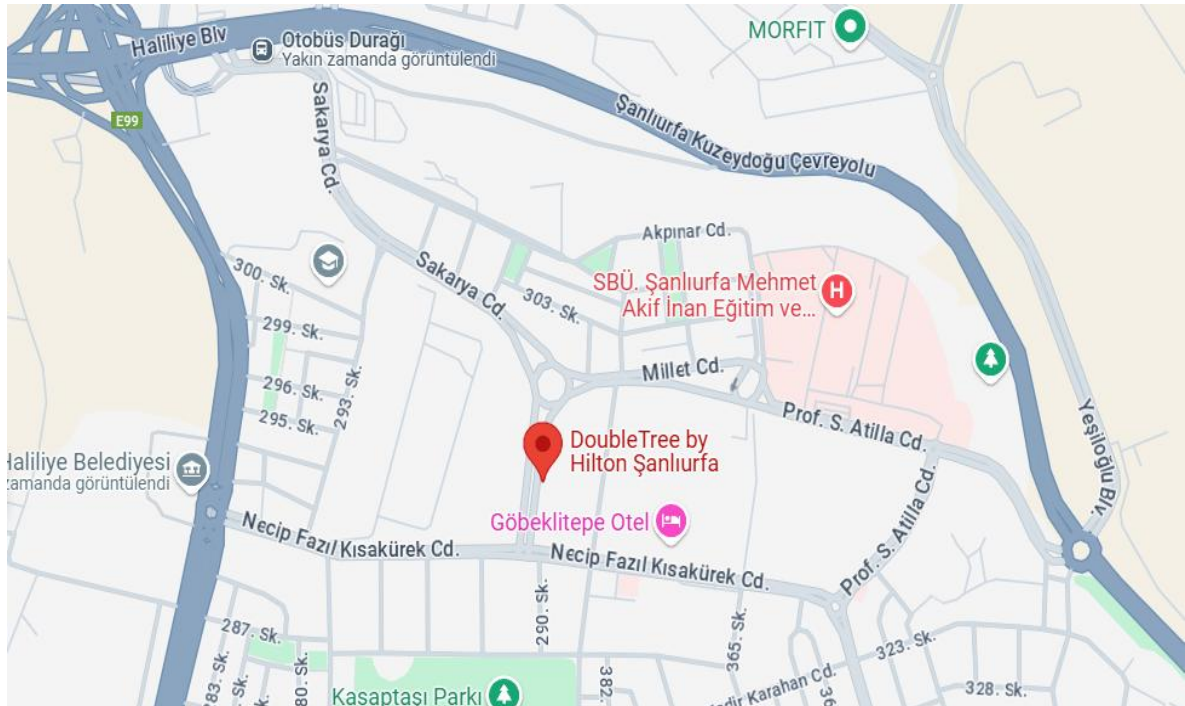 MORFIT
Haliliye Blv
Otobüs Durağı
Yakın zamanda görüntülendi
E99
Sakarya Cd.
Şanlıurfa Kuzeydoğu Çevreyolu
Akpınar Cd.
Sakarya Cd.
300. Sk.
303. Sk.
SBÜ. Şanlıurfa Mehmet
Akif İnan Eğitim ve...
H
299. Sk.
296. Sk.
293. Sk.
295. Sk.
Millet Cd.
Prof. S. Atilla Cd.
Yeşiloğlu Blv.
DoubleTree by
Hilton Şanlıurfa
Haliliye Belediyesi
zamanda görüntülendi
Göbeklitepe Otel
Necip Fazıl Kısakürek Cd.
Necip Fazıl Kısakürek Cd.
Prof. S. Atilla Cd.
290. Sk.
287. Sk.
283. Sk.
280. Sk.
382.
365. Sk.
323. Sk.
328. Sk.
Karahan Cd.
Kasaptaşı Parkı